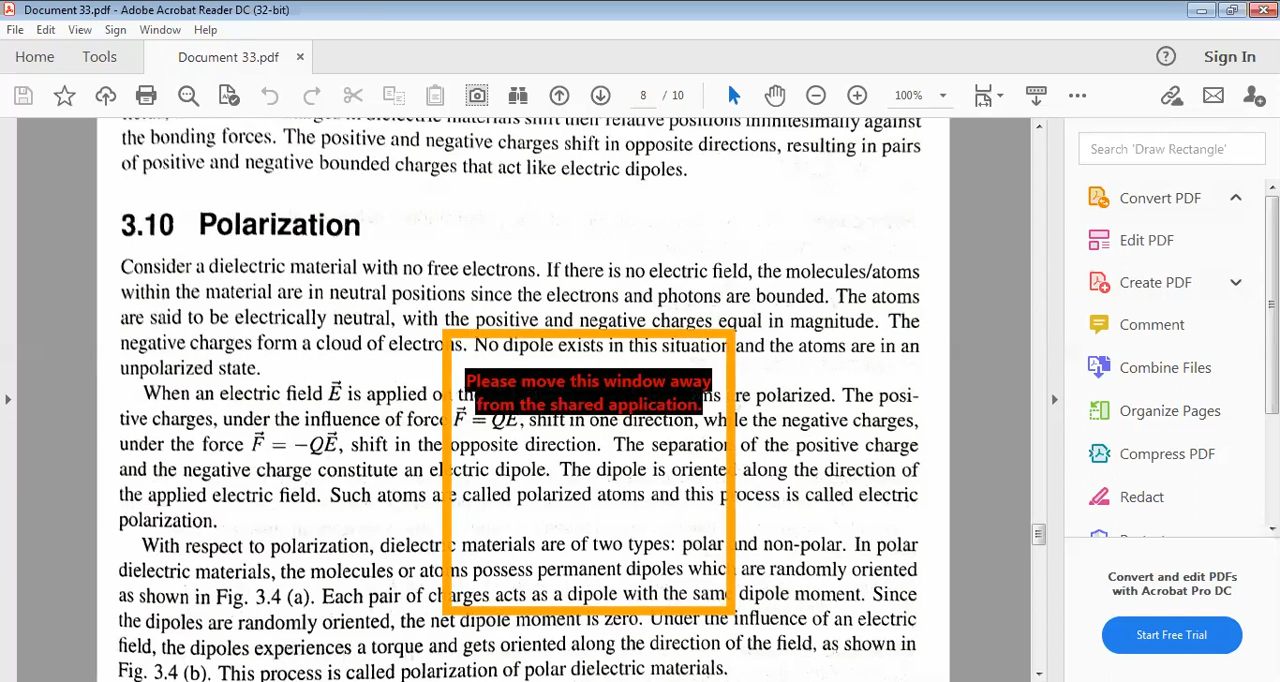 Document 33.pdf - Adobe Acrobat Reader DC (32-bit)
File Edit View Sign Window Help
Home Tools Document 33.pdf × ? Sign In
8 / 10 100%
the bonding forces. The positive and negative charges shift in opposite directions, resulting in pairs
of positive and negative bounded charges that act like electric dipoles.
3.10 Polarization
Consider a dielectric material with no free electrons. If there is no electric field, the molecules/atoms
within the material are in neutral positions since the electrons and photons are bounded. The atoms
are said to be electrically neutral, with the positive and negative charges equal in magnitude. The
negative charges form a cloud of electrons. No dipole exists in this situation and the atoms are in an
unpolarized state.
When an electric field E⃗ is applied on are polarized. The posi-
Please move this window away
from the shared application.
tive charges, under the influence of force F⃗ = QE⃗, shift in one direction, while the negative charges,
under the force F⃗ = −QE⃗, shift in the opposite direction. The separation of the positive charge
and the negative charge constitute an electric dipole. The dipole is oriented along the direction of
the applied electric field. Such atoms are called polarized atoms and this process is called electric
polarization.
With respect to polarization, dielectric materials are of two types: polar and non-polar. In polar
dielectric materials, the molecules or atoms possess permanent dipoles which are randomly oriented
as shown in Fig. 3.4 (a). Each pair of charges acts as a dipole with the same dipole moment. Since
the dipoles are randomly oriented, the net dipole moment is zero. Under the influence of an electric
field, the dipoles experiences a torque and gets oriented along the direction of the field, as shown in
Fig. 3.4 (b). This process is called polarization of polar dielectric materials.
Search 'Draw Rectangle'
Convert PDF
Edit PDF
Create PDF
Comment
Combine Files
Organize Pages
Compress PDF
Redact
Convert and edit PDFs
with Acrobat Pro DC
Start Free Trial